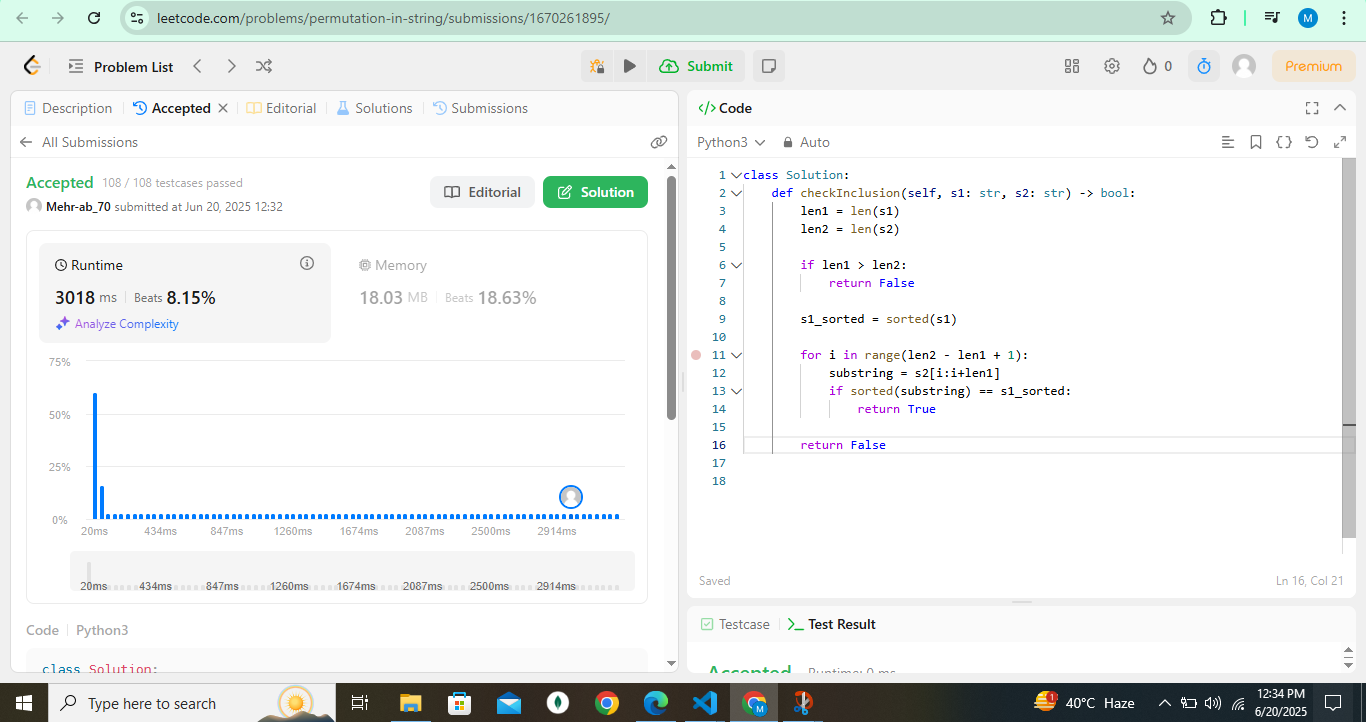 leetcode.com/problems/permutation-in-string/submissions/1670261895/
M
Problem List
Submit
0
Premium
Description
Accepted
Editorial
Solutions
Submissions
All Submissions
Accepted 108 / 108 testcases passed
Mehr-ab_70 submitted at Jun 20, 2025 12:32
Editorial
Solution
Runtime
3018 ms Beats 8.15%
Analyze Complexity
Memory
18.03 MB Beats 18.63%
75%
50%
25%
0%
20ms 434ms 847ms 1260ms 1674ms 2087ms 2500ms 2914ms
20ms 434ms 847ms 1260ms 1674ms 2087ms 2500ms 2914ms
Code Python3
class Solution:
</> Code
Python3 Auto
1 class Solution:
2 def checkInclusion(self, s1: str, s2: str) -> bool:
3 len1 = len(s1)
4 len2 = len(s2)
5
6 if len1 > len2:
7 return False
8
9 s1_sorted = sorted(s1)
10
11 for i in range(len2 - len1 + 1):
12 substring = s2[i:i+len1]
13 if sorted(substring) == s1_sorted:
14 return True
15
16 return False
17
18
Saved
Ln 16, Col 21
Testcase
Test Result
Accepted Runtime: 0 ms
Type here to search
1
M
40°C Haze
12:34 PM
6/20/2025